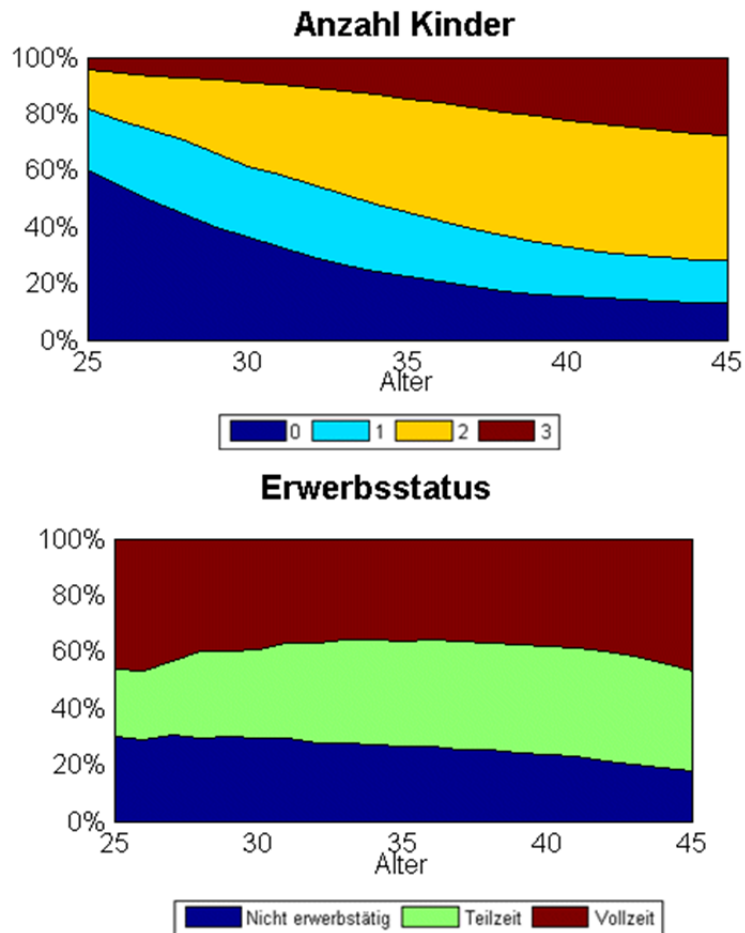 Anzahl Kinder
100%
80%
60%
40%
20%
0%
25 30 35 40 45
Alter
0 1 2 3
Erwerbsstatus
100%
80%
60%
40%
20%
0%
25 30 35 40 45
Alter
Nicht erwerbstätig Teilzeit Vollzeit